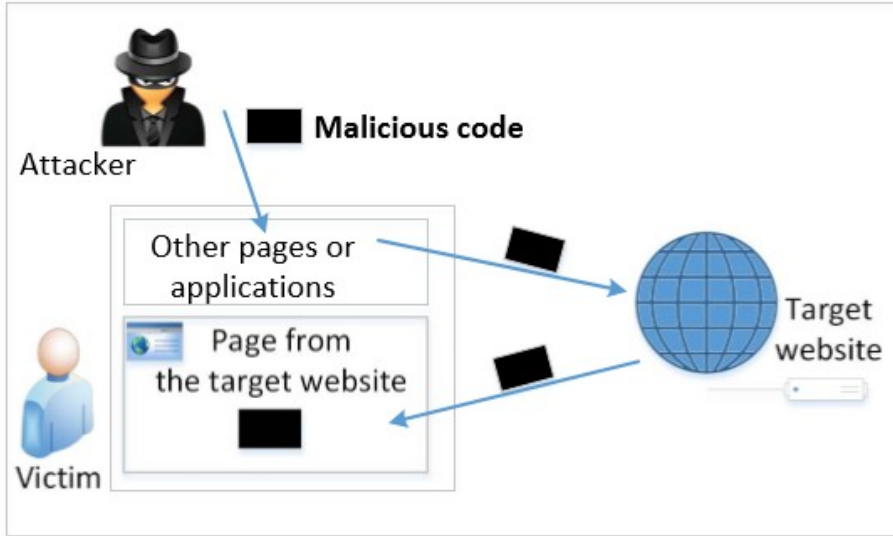 Malicious code
Attacker
Other pages or
applications
Target
website
Page from
the target website
Victim